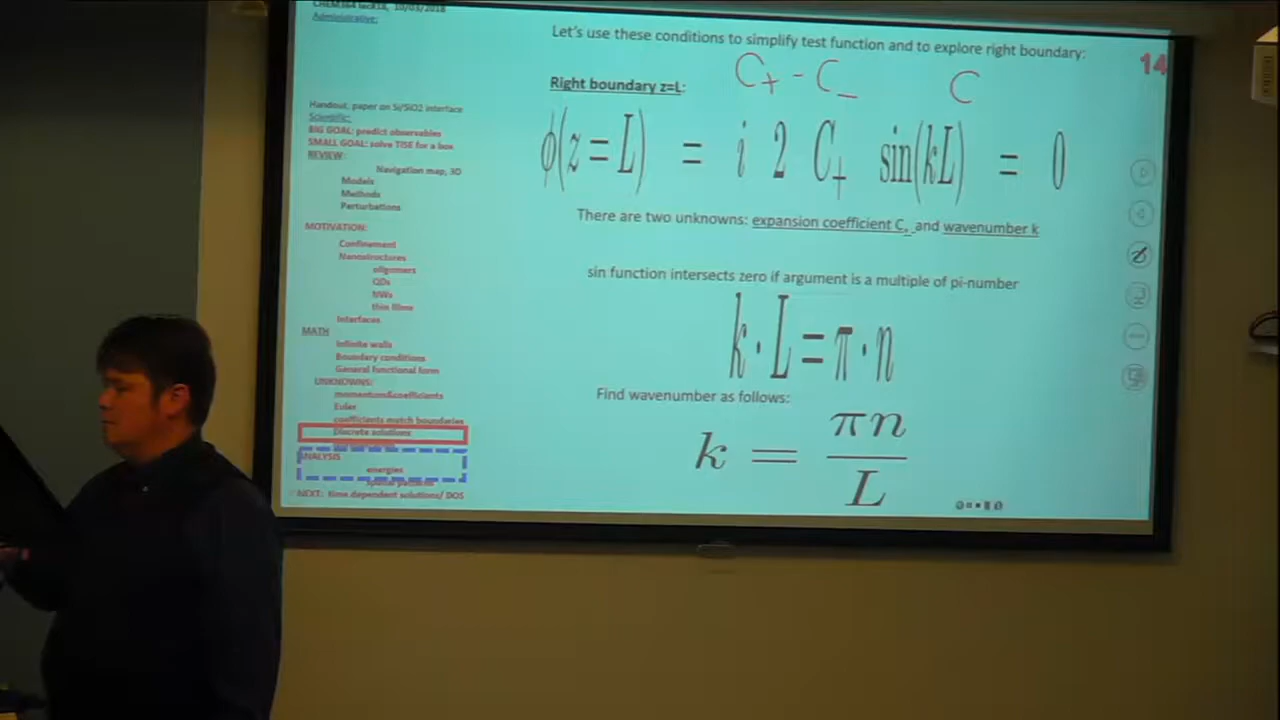 CHEM364 lec18, 10/03/2018
Administrative:
Handout, paper on Si/SiO2 interface
Scientific:
BIG GOAL: predict observables
SMALL GOAL: solve TISE for a box
REVIEW:
Navigation map, 3D
Models
Methods
Perturbations
MOTIVATION:
Confinement
Nanostructures
oligomers
QDs
NWs
thin films
Interfaces
MATH
Infinite walls
Boundary conditions
General functional form
UNKNOWNS:
momentum&coefficients
Euler
coefficients match boundaries
Discrete solutions
ANALYSIS
energies
spatial patterns
NEXT: time dependent solutions/ DOS
Let's use these conditions to simplify test function and to explore right boundary:
14
Right boundary z=L:
C+ - C_ C
ϕ(z=L) = i 2 C+ sin(kL) = 0
There are two unknowns: expansion coefficient C+ and wavenumber k
sin function intersects zero if argument is a multiple of pi-number
k·L=π·n
Find wavenumber as follows:
k = πn/L